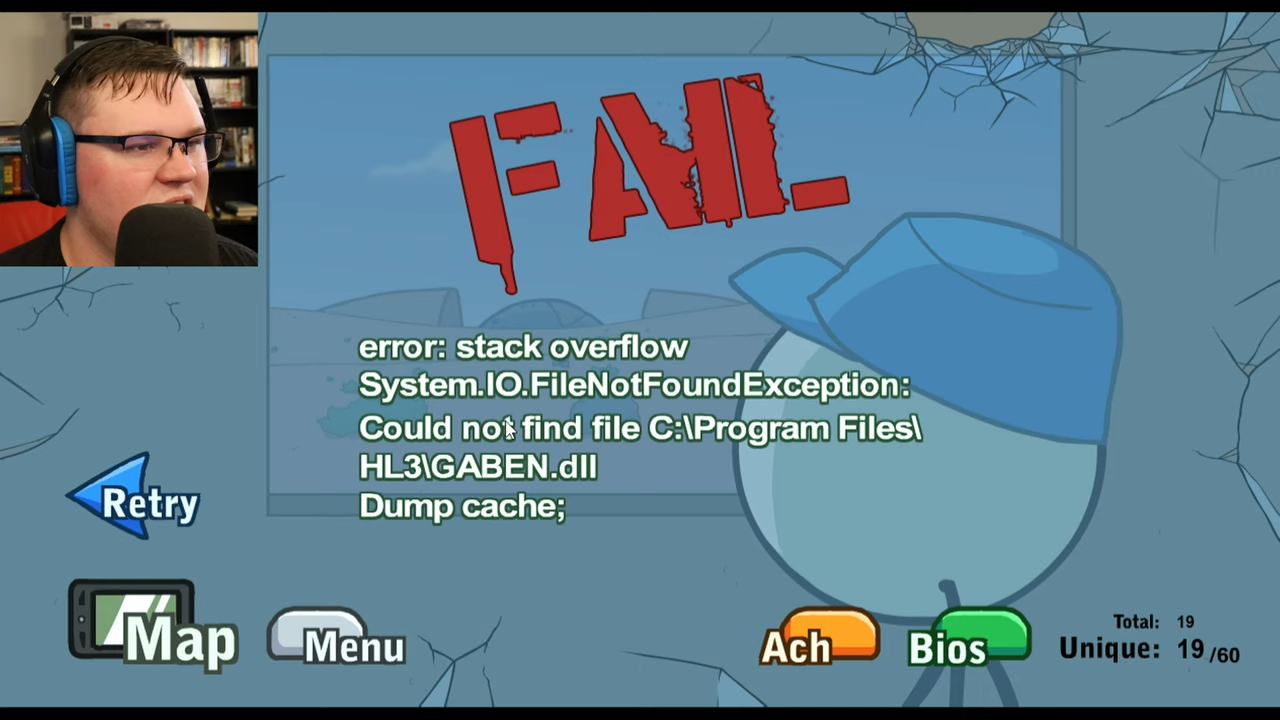 FAIL
error: stack overflow
System.IO.FileNotFoundException:
Could not find file C:\Program Files\
HL3\GABEN.dll
Dump cache;
Retry
Map
Menu
Ach
Bios
Total: 19
Unique: 19/60